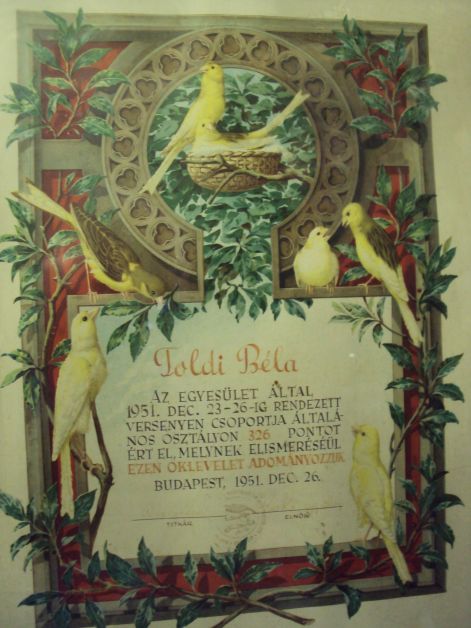 Toldi Béla
AZ EGYESÜLET ÁLTAL
1951. DEC. 23-26-IG RENDEZETT
VERSENYEN CSOPORTJA ÁLTALÁ-
NOS OSZTÁLYON 326 PONTOT
ÉRT EL, MELYNEK ELISMERÉSÉÜL
EZEN OKLEVELET ADOMÁNYOZZUK
BUDAPEST, 1951. DEC. 26.
TITKÁR ELNÖK